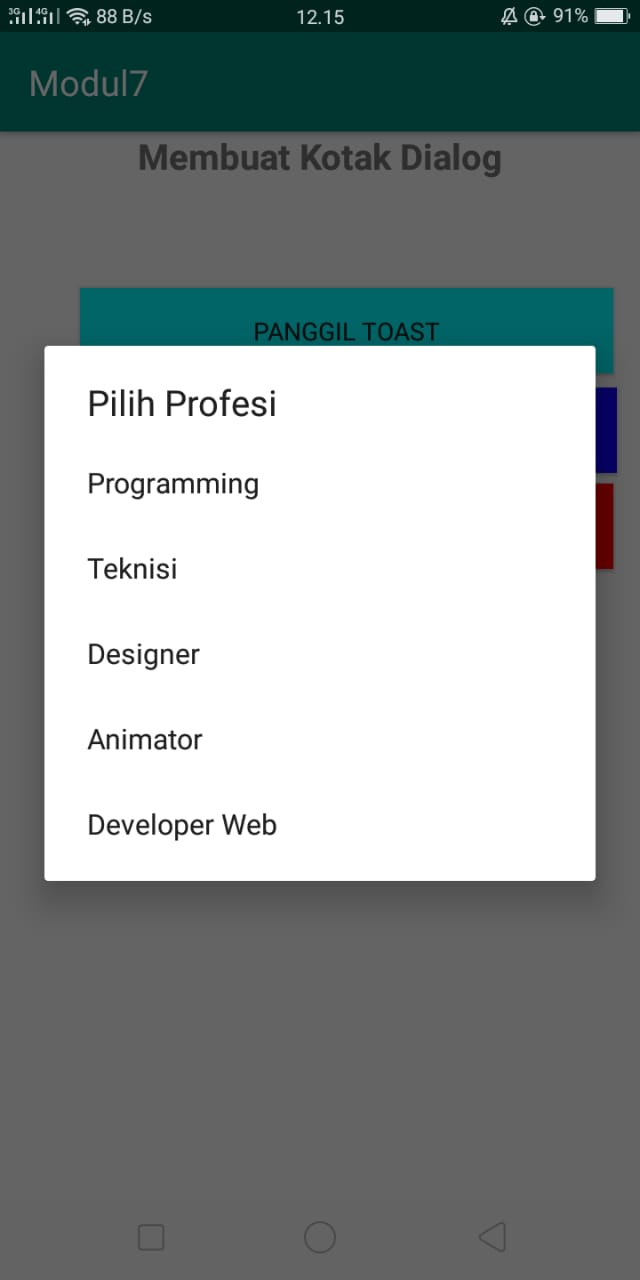 3G 4G 88 B/s 12.15 91%
Modul7
Membuat Kotak Dialog
PANGGIL TOAST
Pilih Profesi
Programming
Teknisi
Designer
Animator
Developer Web